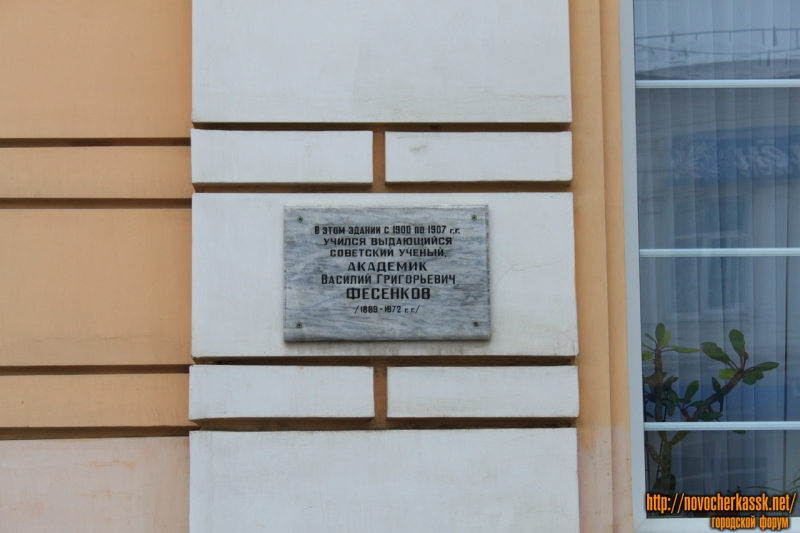 В ЭТОМ ЗДАНИИ С 1900 ПО 1907 г.г.
УЧИЛСЯ ВЫДАЮЩИЙСЯ
СОВЕТСКИЙ УЧЕНЫЙ,
АКАДЕМИК
ВАСИЛИЙ ГРИГОРЬЕВИЧ
ФЕСЕНКОВ
/1889-1972 г.г./
http://novocherkassk.net/
городской форум